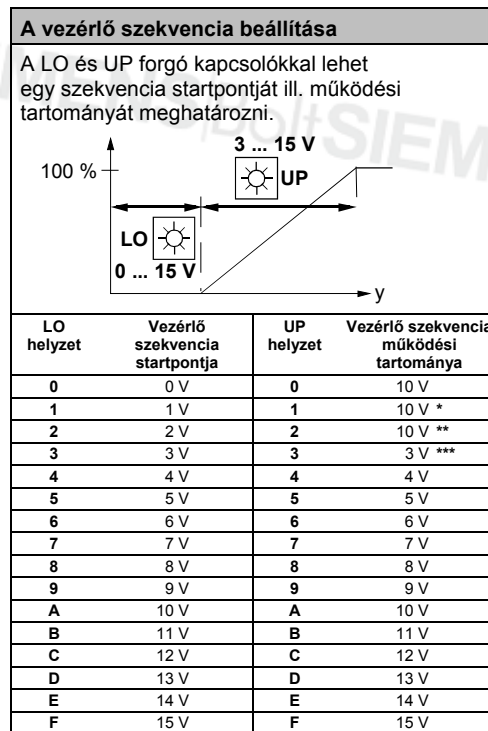 A vezérlő szekvencia beállítása
A LO és UP forgó kapcsolókkal lehet
egy szekvencia startpontját ill. működési
tartományát meghatározni.
3 ... 15 V
100 %
UP
LO
0 ... 15 V
y
LO helyzet Vezérlő szekvencia startpontja UP helyzet Vezérlő szekvencia működési tartománya
0 0 V 0 10 V
1 1 V 1 10 V *
2 2 V 2 10 V **
3 3 V 3 3 V ***
4 4 V 4 4 V
5 5 V 5 5 V
6 6 V 6 6 V
7 7 V 7 7 V
8 8 V 8 8 V
9 9 V 9 9 V
A 10 V A 10 V
B 11 V B 11 V
C 12 V C 12 V
D 13 V D 13 V
E 14 V E 14 V
F 15 V F 15 V